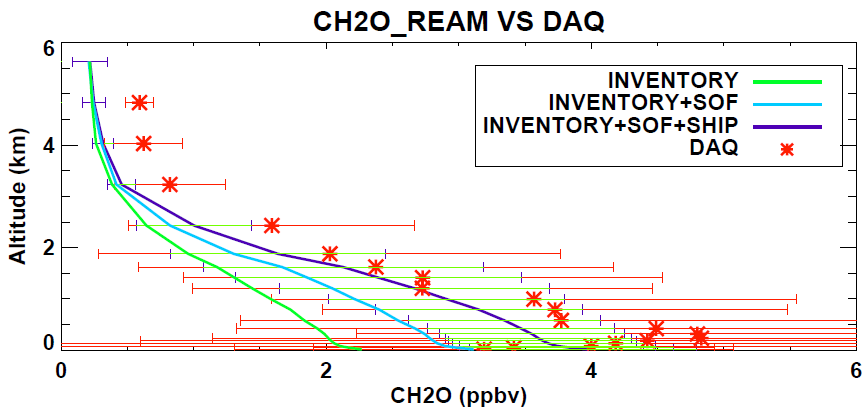 CH2O_REAM VS DAQ
6
4
2
0
Altitude (km)
INVENTORY
INVENTORY+SOF
INVENTORY+SOF+SHIP
DAQ
0 2 4 6
CH2O (ppbv)